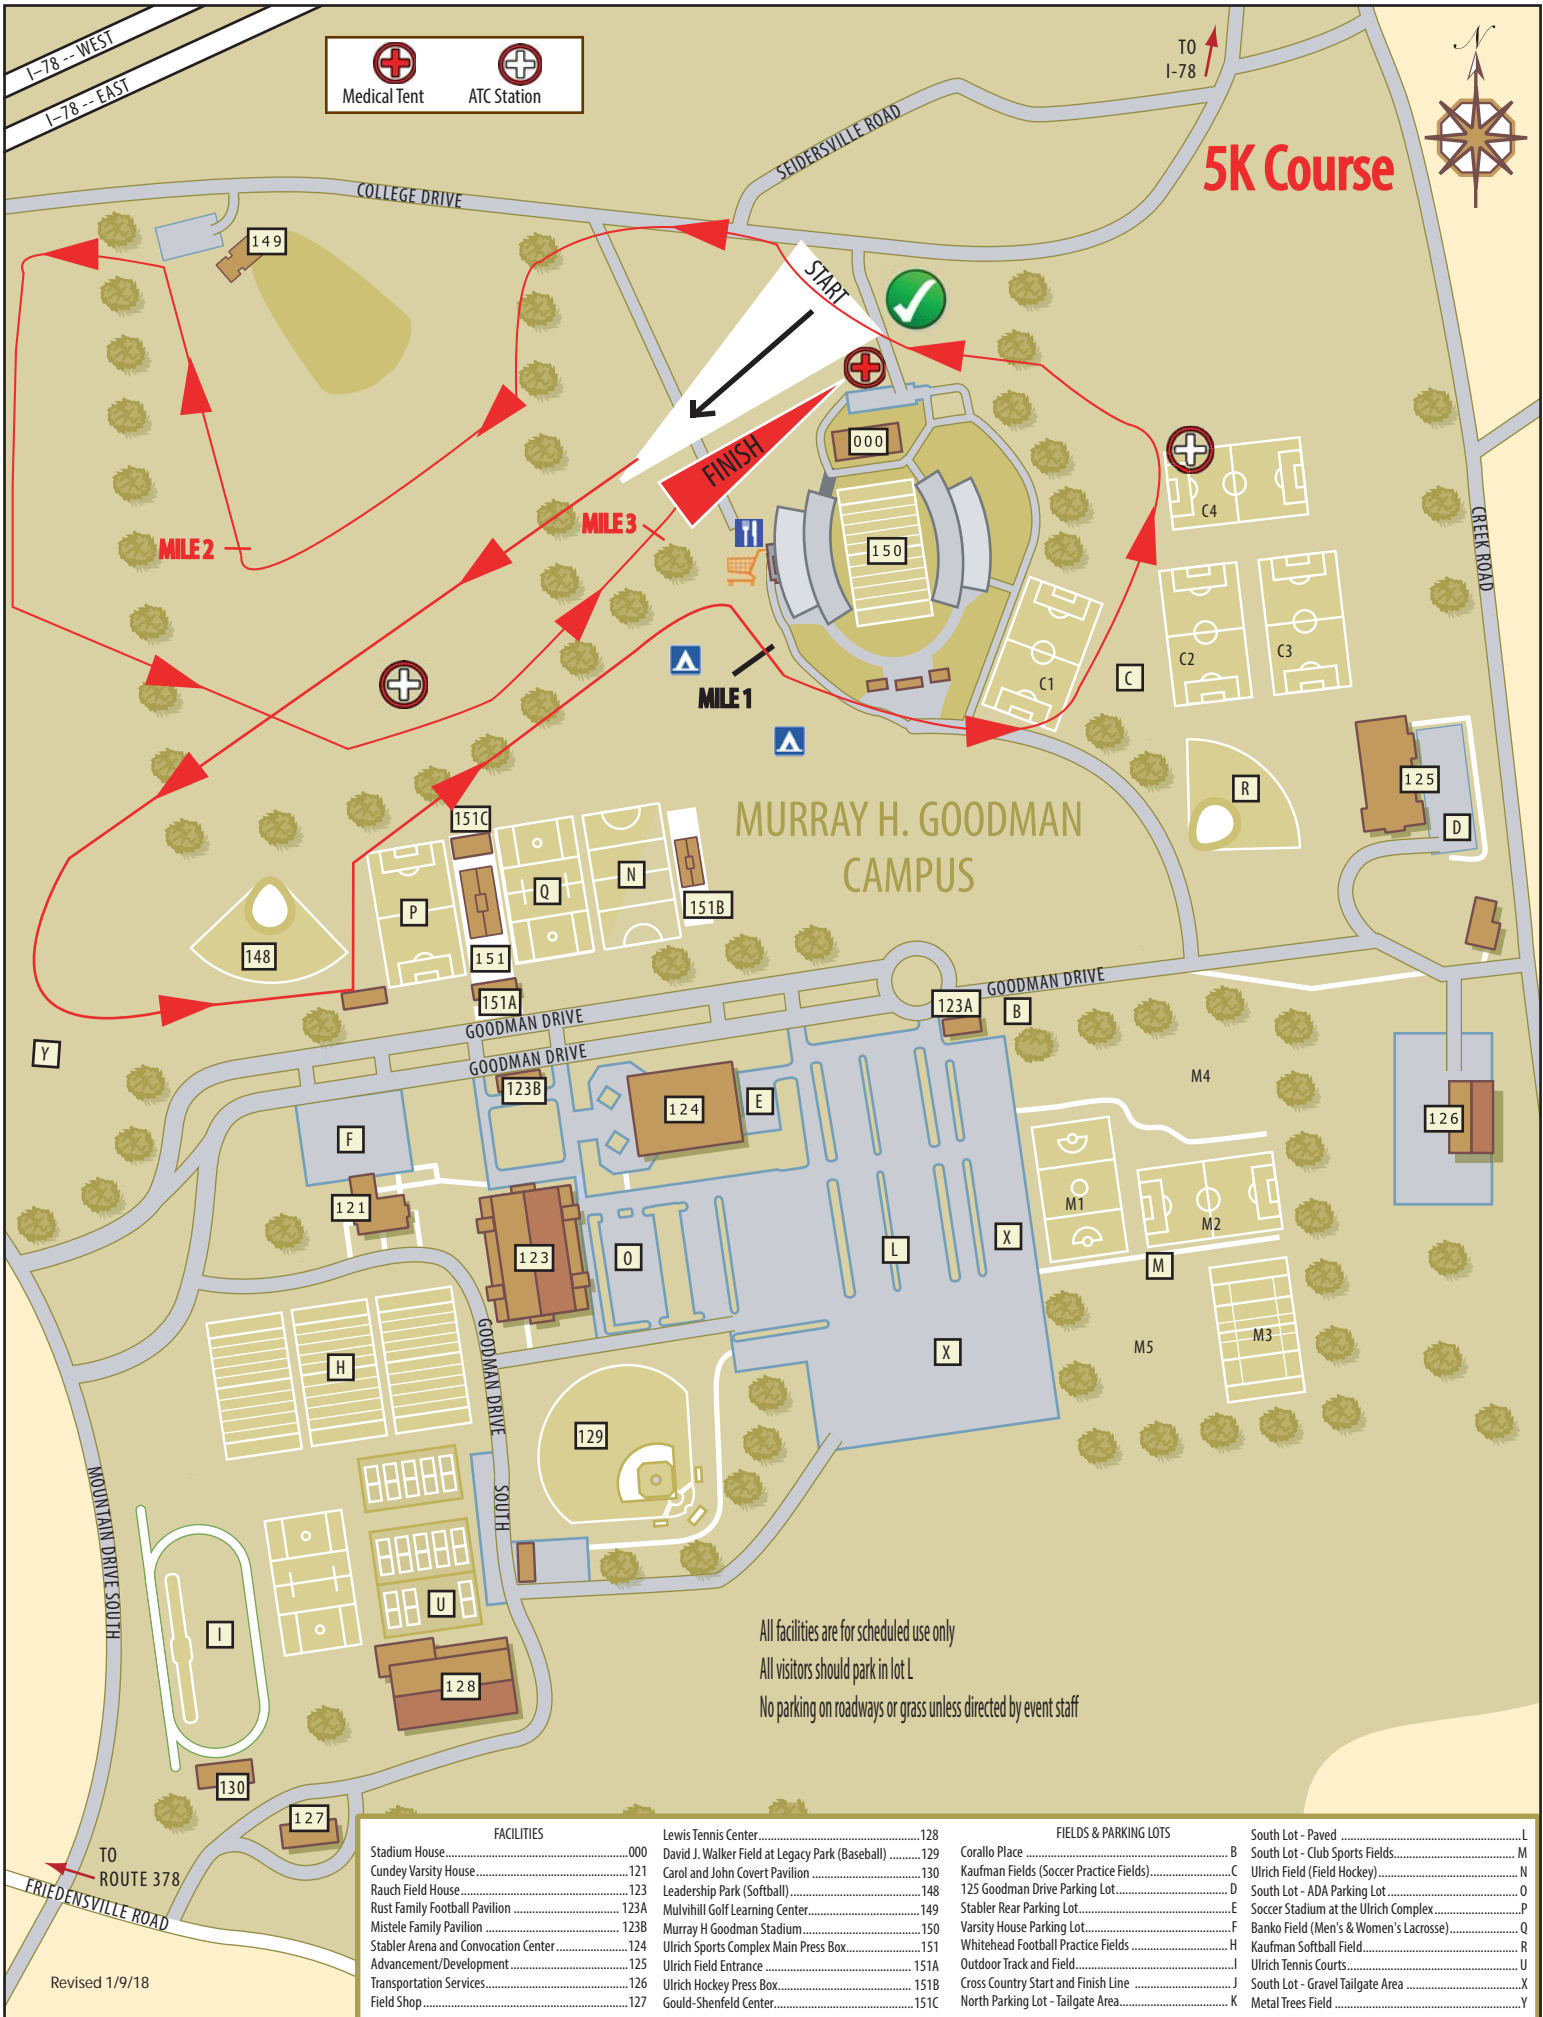 I–78 -- WEST
I–78 -- EAST
Medical Tent
ATC Station
TO
I-78
N
5K Course
SEIDERSVILLE ROAD
COLLEGE DRIVE
149
START
000
FINISH
C4
MILE 3
MILE 2
150
CREEK ROAD
C2
C3
C1
C
MILE 1
125
R
D
MURRAY H. GOODMAN
CAMPUS
151C
N
Q
P
151B
148
151
151A
GOODMAN DRIVE
123A
B
GOODMAN DRIVE
GOODMAN DRIVE
Y
123B
124
E
M4
126
F
121
M1
M2
123
O
L
X
M
GOODMAN DRIVE
SOUTH
H
X
M5
M3
129
MOUNTAIN DRIVE SOUTH
U
I
128
All facilities are for scheduled use only
All visitors should park in lot L
No parking on roadways or grass unless directed by event staff
130
127
TO
ROUTE 378
FRIEDENSVILLE ROAD
Revised 1/9/18
FACILITIES
Stadium House 000
Cundey Varsity House 121
Rauch Field House 123
Rust Family Football Pavilion 123A
Mistele Family Pavilion 123B
Stabler Arena and Convocation Center 124
Advancement/Development 125
Transportation Services 126
Field Shop 127
Lewis Tennis Center 128
David J. Walker Field at Legacy Park (Baseball) 129
Carol and John Covert Pavilion 130
Leadership Park (Softball) 148
Mulvihill Golf Learning Center 149
Murray H Goodman Stadium 150
Ulrich Sports Complex Main Press Box 151
Ulrich Field Entrance 151A
Ulrich Hockey Press Box 151B
Gould-Shenfeld Center 151C
FIELDS & PARKING LOTS
Corallo Place B
Kaufman Fields (Soccer Practice Fields) C
125 Goodman Drive Parking Lot D
Stabler Rear Parking Lot E
Varsity House Parking Lot F
Whitehead Football Practice Fields H
Outdoor Track and Field I
Cross Country Start and Finish Line J
North Parking Lot - Tailgate Area K
South Lot - Paved L
South Lot - Club Sports Fields M
Ulrich Field (Field Hockey) N
South Lot - ADA Parking Lot O
Soccer Stadium at the Ulrich Complex P
Banko Field (Men's & Women's Lacrosse) Q
Kaufman Softball Field R
Ulrich Tennis Courts U
South Lot - Gravel Tailgate Area X
Metal Trees Field Y